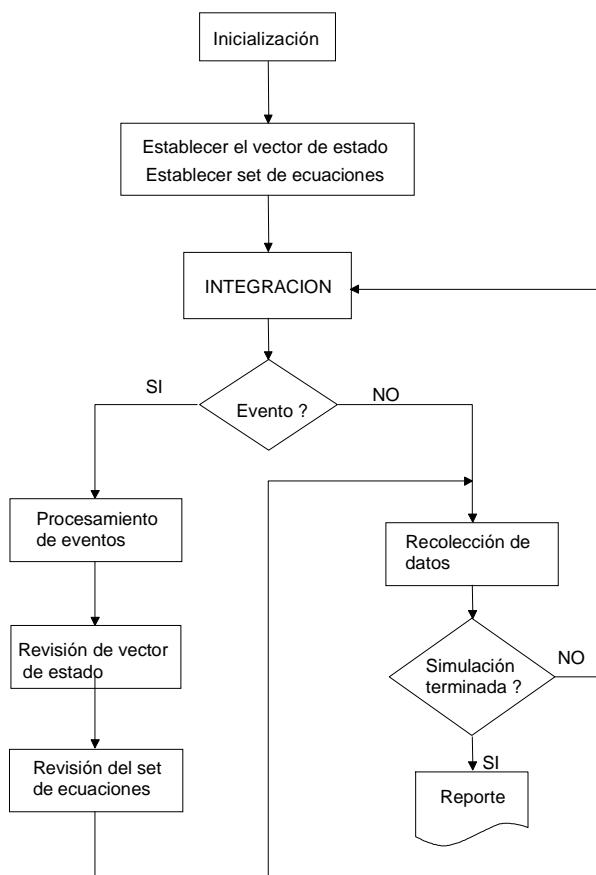 Inicialización
Establecer el vector de estado
Establecer set de ecuaciones
INTEGRACION
SI
Evento ?
NO
Procesamiento
de eventos
Recolección de
datos
Revisión de vector
de estado
Simulación
terminada ?
NO
Revisión del set
de ecuaciones
SI
Reporte